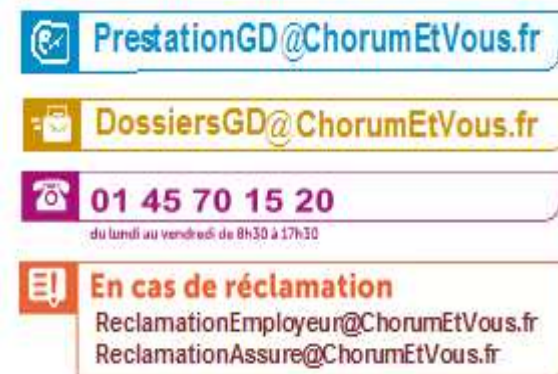 PrestationGD@ChorumEtVous.fr
DossiersGD@ChorumEtVous.fr
01 45 70 15 20
du lundi au vendredi de 8h30 à 17h30
En cas de réclamation
ReclamationEmployeur@ChorumEtVous.fr
ReclamationAssure@ChorumEtVous.fr